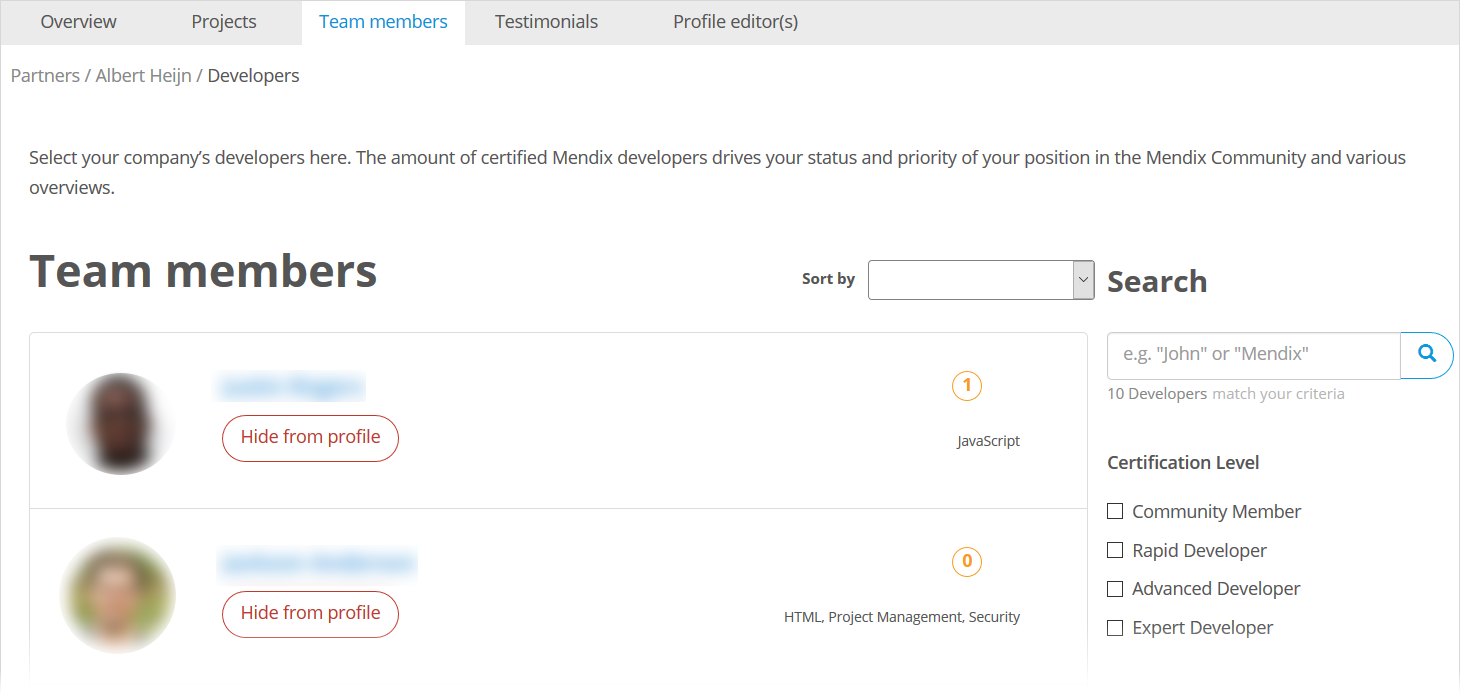 Overview Projects Team members Testimonials Profile editor(s)
Partners / Albert Heijn / Developers
Select your company’s developers here. The amount of certified Mendix developers drives your status and priority of your position in the Mendix Community and various
overviews.
Team members
Sort by
Search
e.g. "John" or "Mendix"
10 Developers match your criteria
1
Hide from profile
JavaScript
0
Hide from profile
HTML, Project Management, Security
Certification Level
Community Member
Rapid Developer
Advanced Developer
Expert Developer